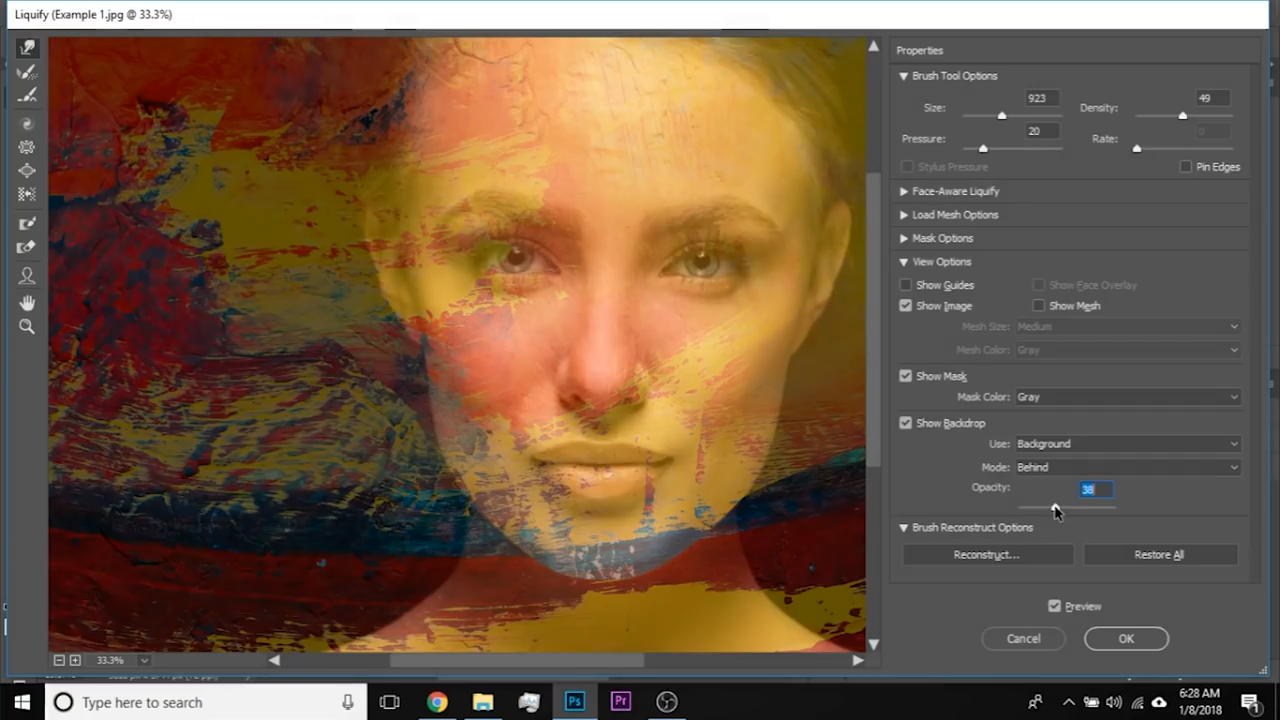 Liquify (Example 1.jpg @ 33.3%)
Properties
Brush Tool Options
Size: 923 Density: 49
Pressure: 20 Rate: 0
Stylus Pressure Pin Edges
Face-Aware Liquify
Load Mesh Options
Mask Options
View Options
Show Guides Show Face Overlay
Show Image Show Mesh
Mesh Size: Medium
Mesh Color: Gray
Show Mask
Mask Color: Gray
Show Backdrop
Use: Background
Mode: Behind
Opacity: 38
Brush Reconstruct Options
Reconstruct... Restore All
Preview
Cancel OK
33.3%
Type here to search
Ps
Pr
6:28 AM
1/8/2018
1